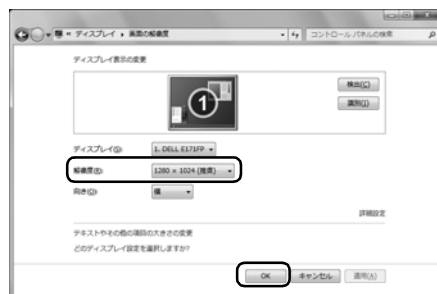 « ディスプレイ ▸ 画面の解像度
コントロール パネルの検索
ディスプレイ表示の変更
1
検出(C)
識別(I)
ディスプレイ(S):
1. DELL E171FP
解像度(R):
1280 × 1024 (推奨)
向き(O):
横
詳細設定
テキストやその他の項目の大きさの変更
どのディスプレイ設定を選択しますか?
OK
キャンセル
適用(A)